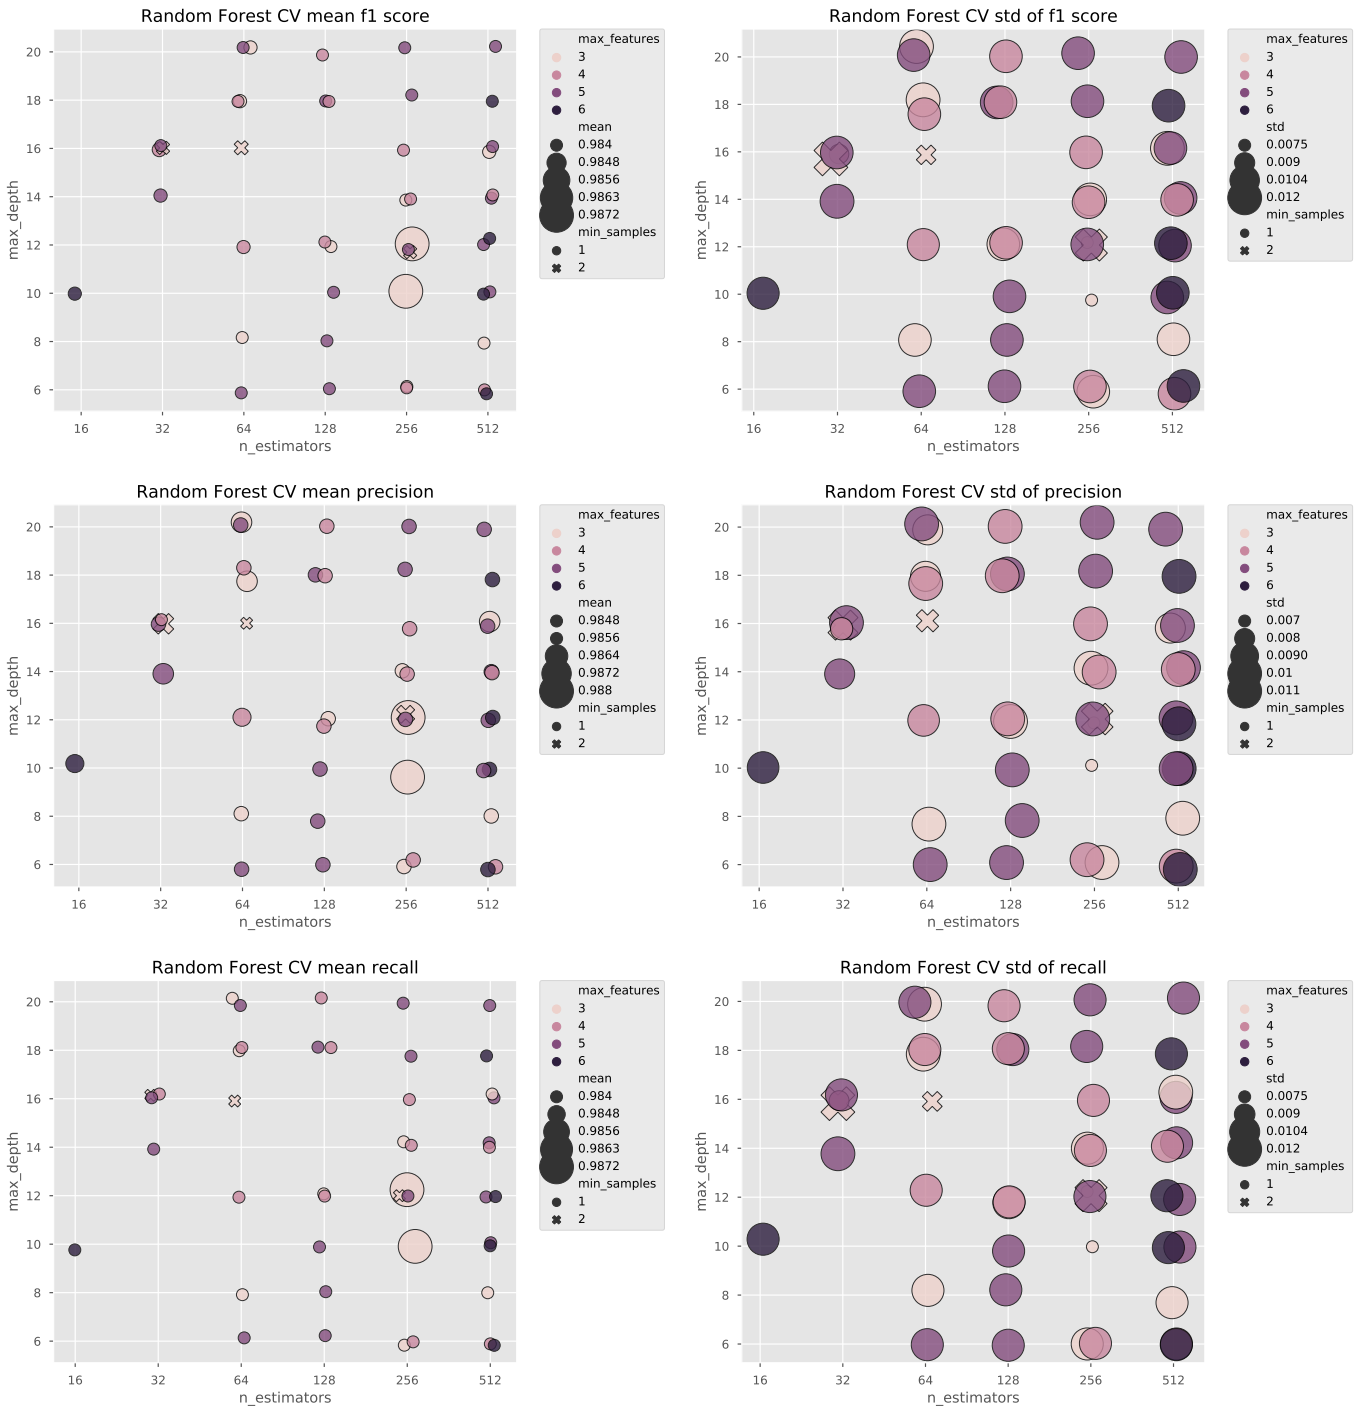 Random Forest CV mean f1 score
max_depth
20
18
16
14
12
10
8
6
16 32 64 128 256 512
n_estimators
max_features
3
4
5
6
mean
0.984
0.9848
0.9856
0.9863
0.9872
min_samples
1
2
Random Forest CV std of f1 score
max_depth
20
18
16
14
12
10
8
6
16 32 64 128 256 512
n_estimators
max_features
3
4
5
6
std
0.0075
0.009
0.0104
0.012
min_samples
1
2
Random Forest CV mean precision
max_depth
20
18
16
14
12
10
8
6
16 32 64 128 256 512
n_estimators
max_features
3
4
5
6
mean
0.9848
0.9856
0.9864
0.9872
0.988
min_samples
1
2
Random Forest CV std of precision
max_depth
20
18
16
14
12
10
8
6
16 32 64 128 256 512
n_estimators
max_features
3
4
5
6
std
0.007
0.008
0.0090
0.01
0.011
min_samples
1
2
Random Forest CV mean recall
max_depth
20
18
16
14
12
10
8
6
16 32 64 128 256 512
n_estimators
max_features
3
4
5
6
mean
0.984
0.9848
0.9856
0.9863
0.9872
min_samples
1
2
Random Forest CV std of recall
max_depth
20
18
16
14
12
10
8
6
16 32 64 128 256 512
n_estimators
max_features
3
4
5
6
std
0.0075
0.009
0.0104
0.012
min_samples
1
2